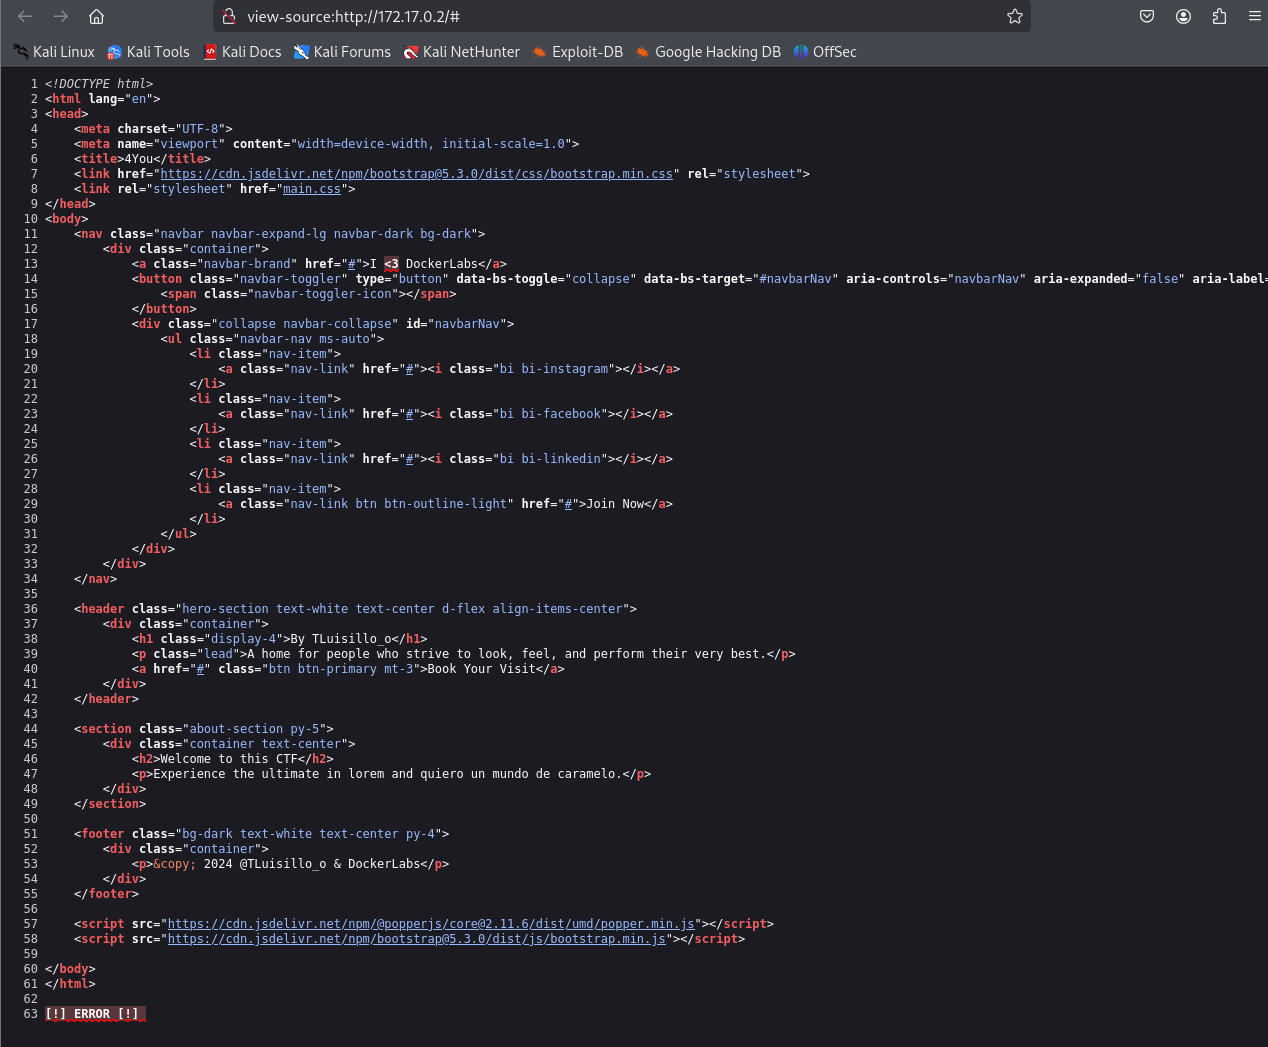 view-source:http://172.17.0.2/#
Kali Linux Kali Tools Kali Docs Kali Forums Kali NetHunter Exploit-DB Google Hacking DB OffSec
1 <!DOCTYPE html>
2 <html lang="en">
3 <head>
4     <meta charset="UTF-8">
5     <meta name="viewport" content="width=device-width, initial-scale=1.0">
6     <title>4You</title>
7     <link href="https://cdn.jsdelivr.net/npm/bootstrap@5.3.0/dist/css/bootstrap.min.css" rel="stylesheet">
8     <link rel="stylesheet" href="main.css">
9 </head>
10 <body>
11     <nav class="navbar navbar-expand-lg navbar-dark bg-dark">
12         <div class="container">
13             <a class="navbar-brand" href="#">I <3 DockerLabs</a>
14             <button class="navbar-toggler" type="button" data-bs-toggle="collapse" data-bs-target="#navbarNav" aria-controls="navbarNav" aria-expanded="false" aria-label=
15                 <span class="navbar-toggler-icon"></span>
16             </button>
17             <div class="collapse navbar-collapse" id="navbarNav">
18                 <ul class="navbar-nav ms-auto">
19                     <li class="nav-item">
20                         <a class="nav-link" href="#"><i class="bi bi-instagram"></i></a>
21                     </li>
22                     <li class="nav-item">
23                         <a class="nav-link" href="#"><i class="bi bi-facebook"></i></a>
24                     </li>
25                     <li class="nav-item">
26                         <a class="nav-link" href="#"><i class="bi bi-linkedin"></i></a>
27                     </li>
28                     <li class="nav-item">
29                         <a class="nav-link btn btn-outline-light" href="#">Join Now</a>
30                     </li>
31                 </ul>
32             </div>
33         </div>
34     </nav>
35
36     <header class="hero-section text-white text-center d-flex align-items-center">
37         <div class="container">
38             <h1 class="display-4">By TLuisillo_o</h1>
39             <p class="lead">A home for people who strive to look, feel, and perform their very best.</p>
40             <a href="#" class="btn btn-primary mt-3">Book Your Visit</a>
41         </div>
42     </header>
43
44     <section class="about-section py-5">
45         <div class="container text-center">
46             <h2>Welcome to this CTF</h2>
47             <p>Experience the ultimate in lorem and quiero un mundo de caramelo.</p>
48         </div>
49     </section>
50
51     <footer class="bg-dark text-white text-center py-4">
52         <div class="container">
53             <p>&copy; 2024 @TLuisillo_o & DockerLabs</p>
54         </div>
55     </footer>
56
57     <script src="https://cdn.jsdelivr.net/npm/@popperjs/core@2.11.6/dist/umd/popper.min.js"></script>
58     <script src="https://cdn.jsdelivr.net/npm/bootstrap@5.3.0/dist/js/bootstrap.min.js"></script>
59
60 </body>
61 </html>
62
63 [!] ERROR [!]